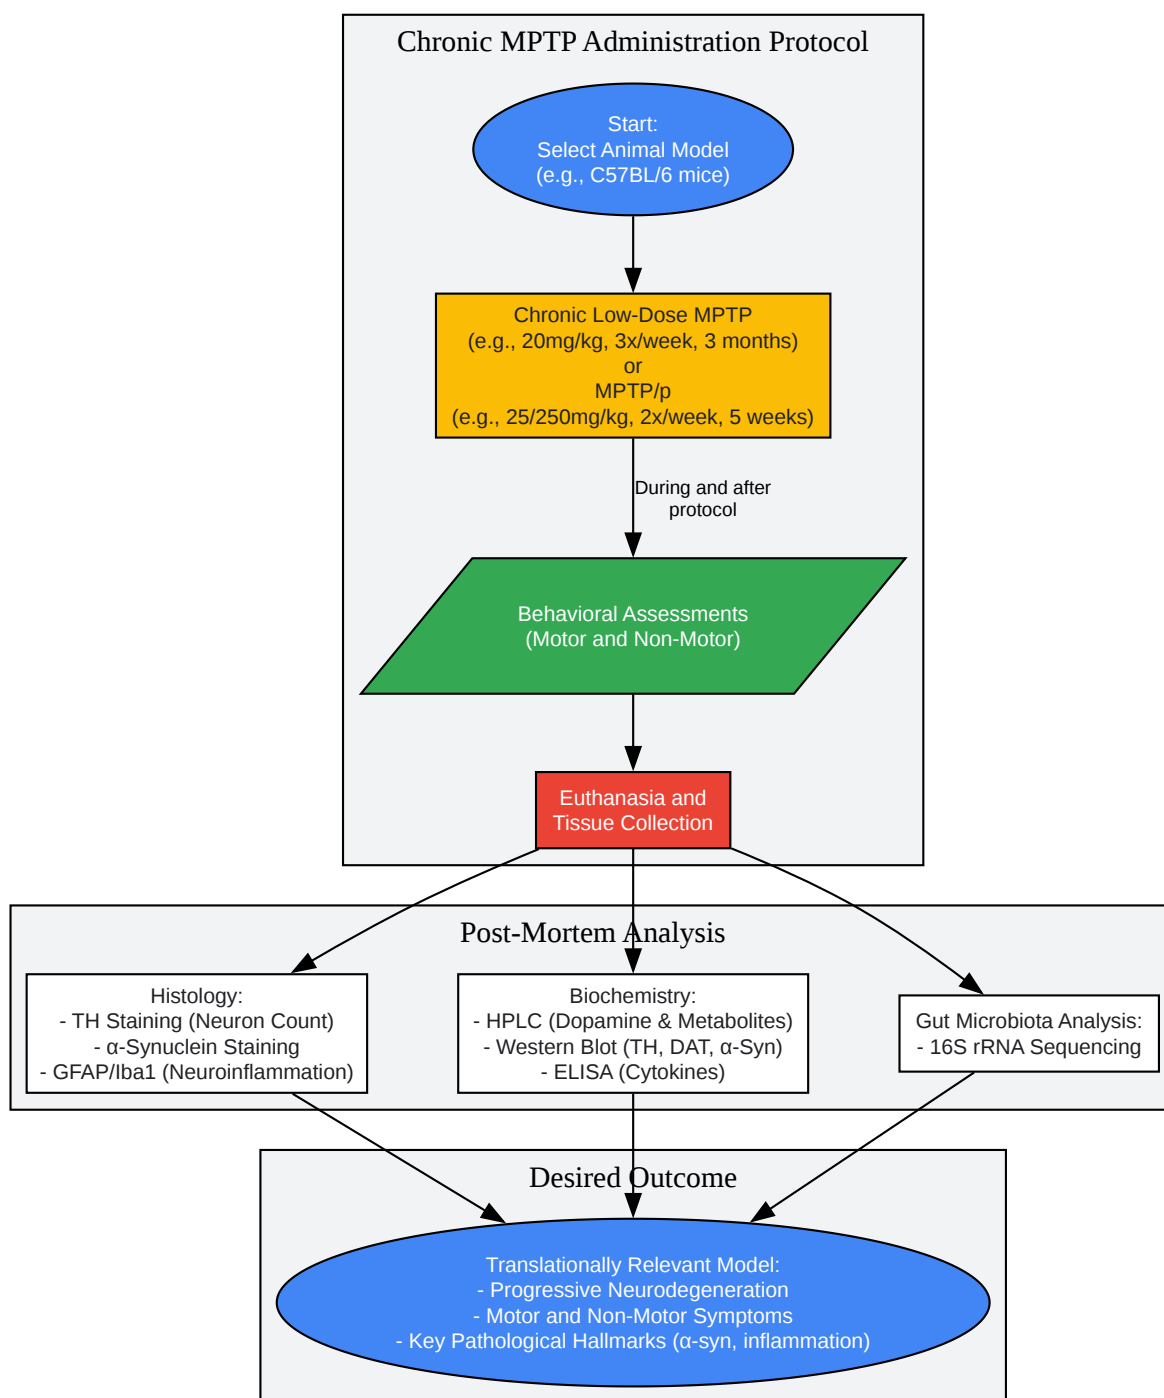 Chronic MPTP Administration Protocol
Start:
Select Animal Model
(e.g., C57BL/6 mice)
Chronic Low-Dose MPTP
(e.g., 20mg/kg, 3x/week, 3 months)
or
MPTP/p
(e.g., 25/250mg/kg, 2x/week, 5 weeks)
During and after
protocol
Behavioral Assessments
(Motor and Non-Motor)
Euthanasia and
Tissue Collection
Post-Mortem Analysis
Histology:
- TH Staining (Neuron Count)
- α-Synuclein Staining
- GFAP/Iba1 (Neuroinflammation)
Biochemistry:
- HPLC (Dopamine & Metabolites)
- Western Blot (TH, DAT, α-Syn)
- ELISA (Cytokines)
Gut Microbiota Analysis:
- 16S rRNA Sequencing
Desired Outcome
Translationally Relevant Model:
- Progressive Neurodegeneration
- Motor and Non-Motor Symptoms
- Key Pathological Hallmarks (α-syn, inflammation)